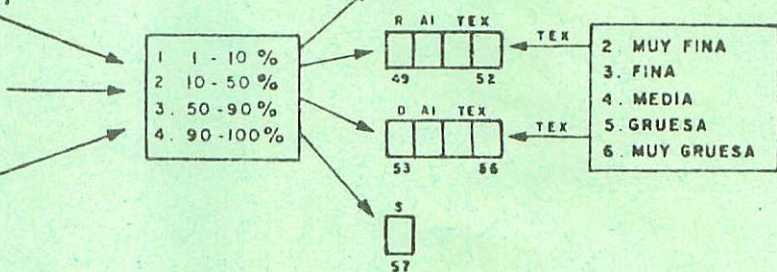 1 1 - 10 %
2 10 - 50 %
3. 50 - 90 %
4. 90 - 100%
R AI TEX
49 52
TEX
D AI TEX
53 56
TEX
S
57
2. MUY FINA
3. FINA
4. MEDIA
5. GRUESA
6. MUY GRUESA